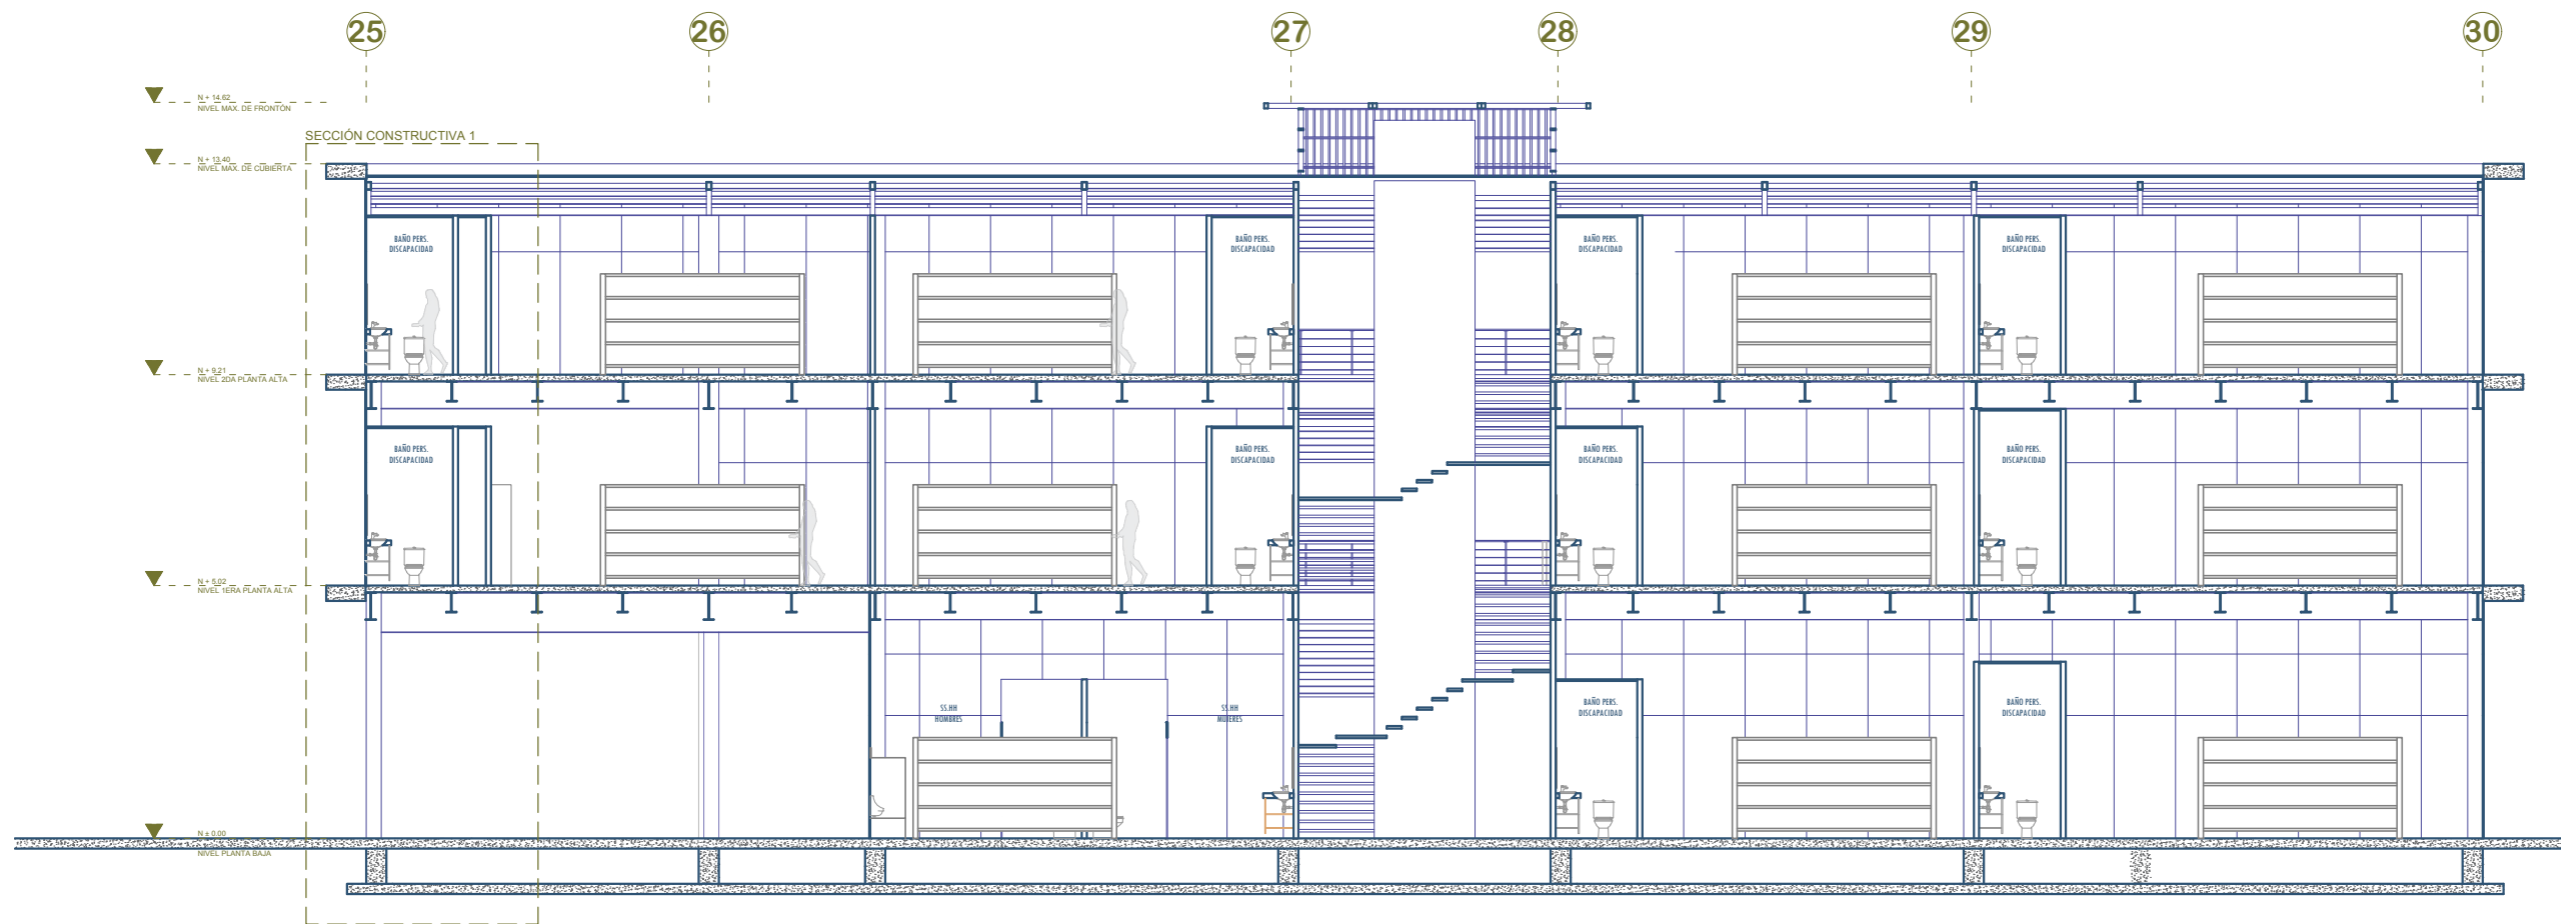 25
26
27
28
29
30
N + 14.62
NIVEL MAX. DE FRONTÓN
SECCIÓN CONSTRUCTIVA 1
N + 13.40
NIVEL MAX. DE CUBIERTA
BAÑO PERS.
DISCAPACIDAD
BAÑO PERS.
DISCAPACIDAD
BAÑO PERS.
DISCAPACIDAD
BAÑO PERS.
DISCAPACIDAD
N + 9,21
NIVEL 2DA PLANTA ALTA
BAÑO PERS.
DISCAPACIDAD
BAÑO PERS.
DISCAPACIDAD
BAÑO PERS.
DISCAPACIDAD
BAÑO PERS.
DISCAPACIDAD
N + 5,02
NIVEL 1ERA PLANTA ALTA
SS.HH
HOMBRES
SS.HH
MUJERES
BAÑO PERS.
DISCAPACIDAD
BAÑO PERS.
DISCAPACIDAD
N ± 0.00
NIVEL PLANTA BAJA